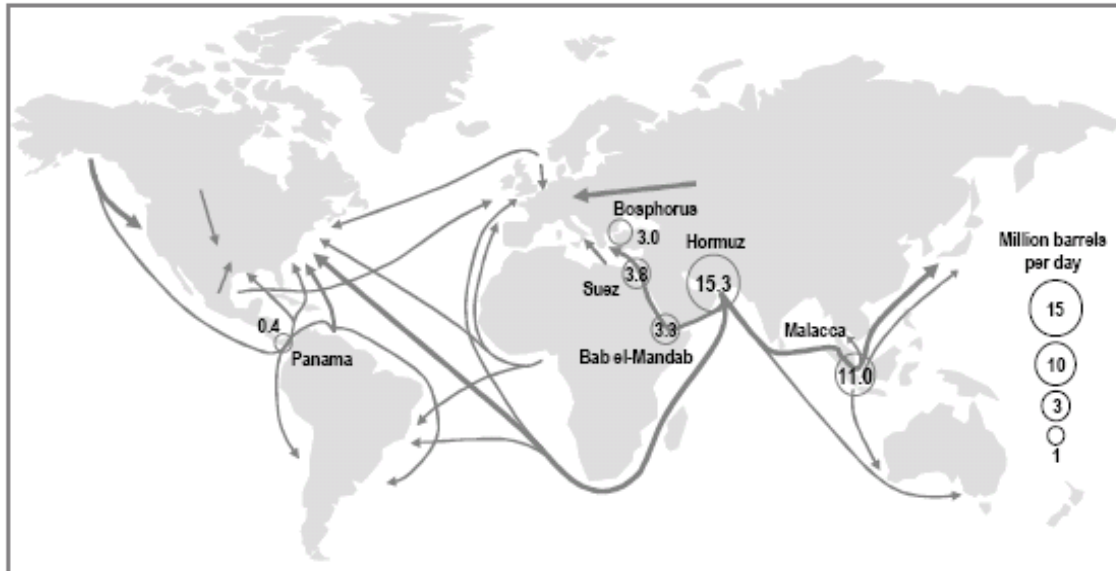 Bosphorus
3.0
Hormuz
15.3
3.8
Suez
3.3
Bab el-Mandab
Malacca
11.0
0.4
Panama
Million barrels
per day
15
10
3
1